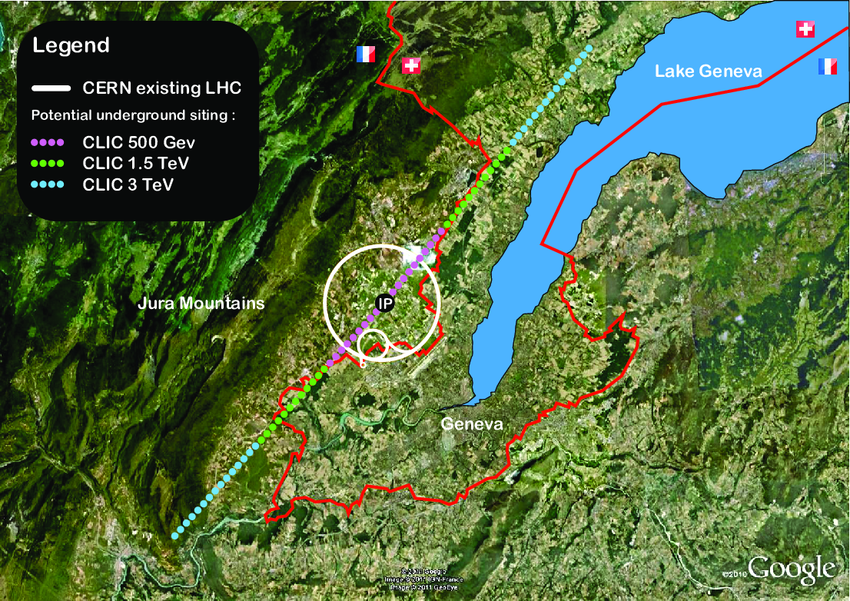 Legend
CERN existing LHC
Potential underground siting :
CLIC 500 Gev
CLIC 1.5 TeV
CLIC 3 TeV
Lake Geneva
Jura Mountains
IP
Geneva
©2010 Google